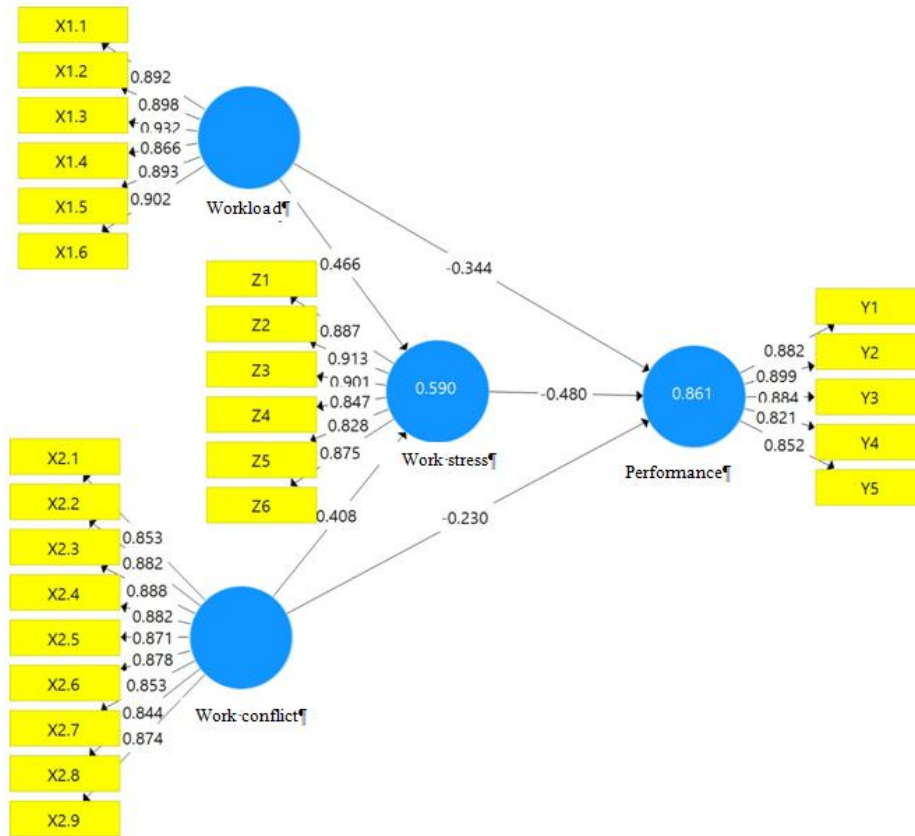 X1.1
X1.2
X1.3
X1.4
X1.5
X1.6
0.892
0.898
0.932
0.866
0.893
0.902
Workload¶
0.466
-0.344
Z1
Z2
Z3
Z4
Z5
Z6
0.887
0.913
0.901
0.847
0.828
0.875
0.590
Work·stress¶
-0.480
0.861
Performance¶
0.882
0.899
0.884
0.821
0.852
Y1
Y2
Y3
Y4
Y5
0.408
-0.230
X2.1
X2.2
X2.3
X2.4
X2.5
X2.6
X2.7
X2.8
X2.9
0.853
0.882
0.888
0.882
0.871
0.878
0.853
0.844
0.874
Work·conflict¶